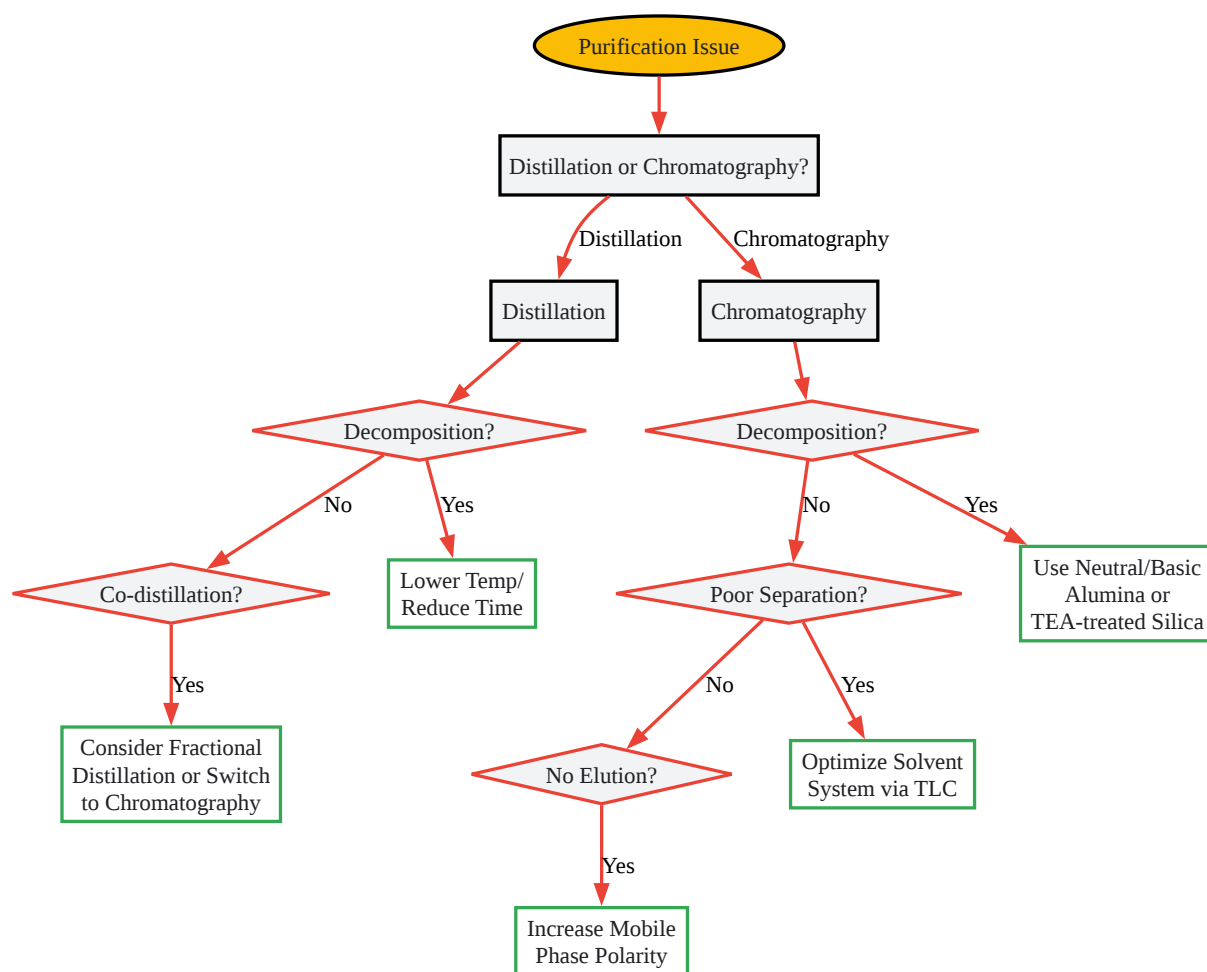 Purification Issue
Distillation or Chromatography?
Distillation
Chromatography
Distillation
Chromatography
Decomposition?
Decomposition?
No
Yes
No
Yes
Co-distillation?
Lower Temp/
Reduce Time
Poor Separation?
Use Neutral/Basic
Alumina or
TEA-treated Silica
Yes
No
Yes
Consider Fractional
Distillation or Switch
to Chromatography
No Elution?
Optimize Solvent
System via TLC
Yes
Increase Mobile
Phase Polarity